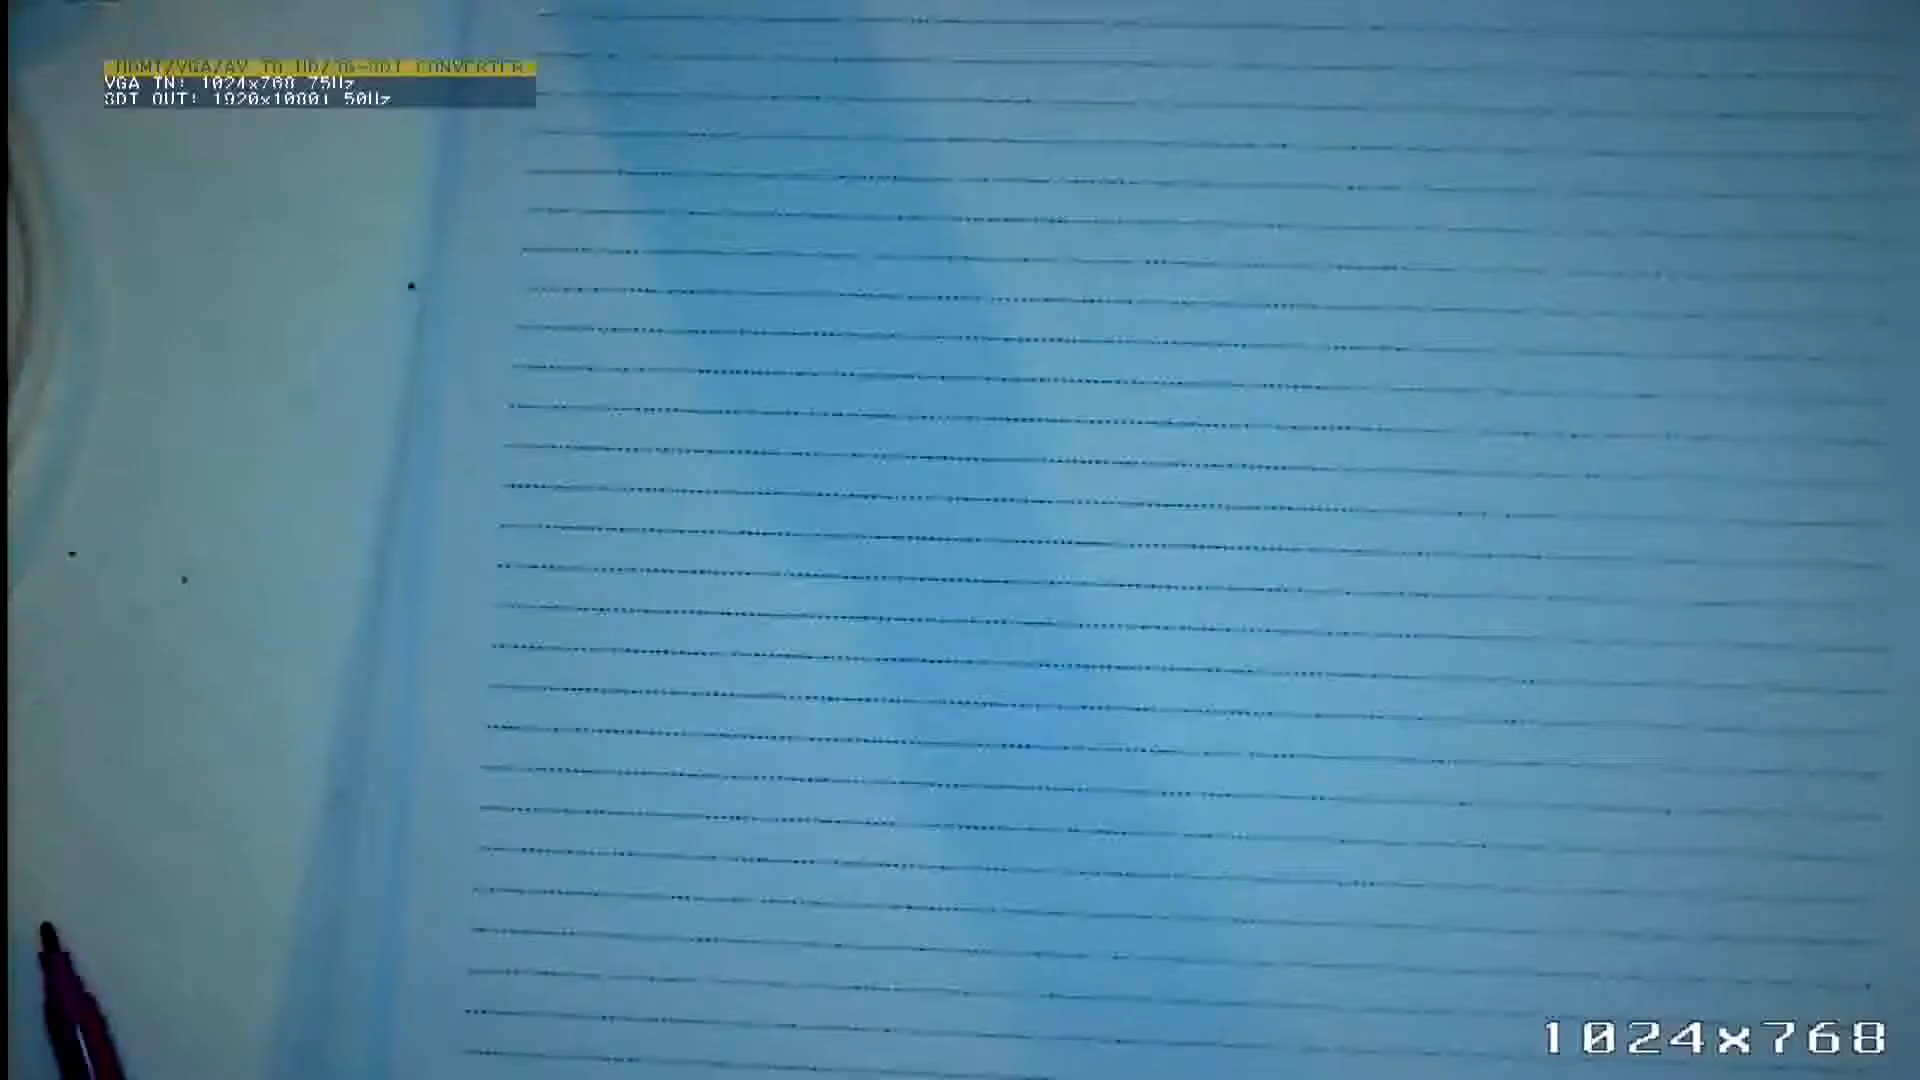 HDMI/VGA/AV TO HD/3G-SDI CONVERTER
VGA IN: 1024x768 75Hz
SDI OUT: 1920x1080i 50Hz
1024x768